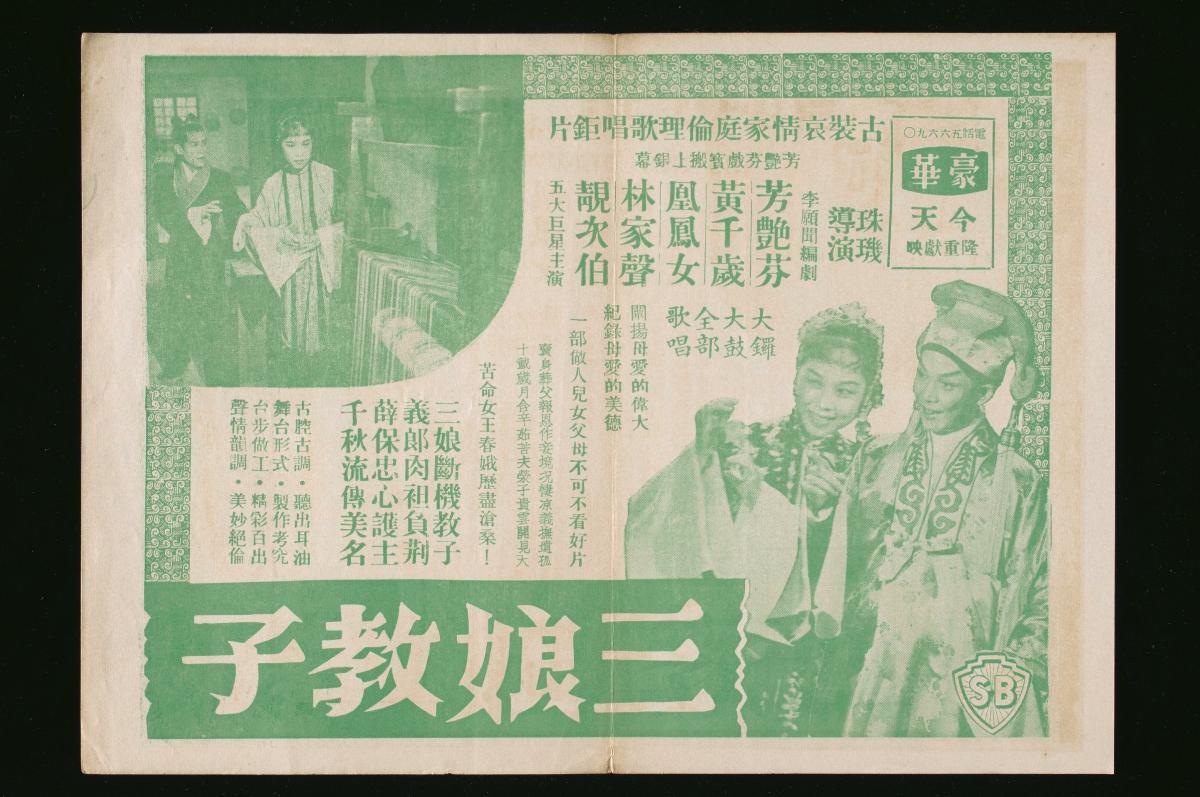 電話五六六九〇
豪華
今天
隆重獻映
古裝哀情家庭倫理歌唱鉅片
芳艷芬戲寶搬上銀幕
珠璣
導演
李願聞編劇
芳艷芬
黃千歲
凰鳳女
林家聲
靚次伯
五大巨星主演
大鑼
大鼓
全部
歌唱
闡揚母愛的偉大
紀錄母愛的美德
一部做人兒女父母不可不看好片
賣身葬父報恩作妾境況悽凉義撫遺孤
十載歲月含辛茹苦夫榮子貴雲開見天
苦命女王春娥歷盡滄桑！
三娘斷機教子
義郎肉袒負荆
薛保忠心護主
千秋流傳美名
古腔古調・聽出耳油
舞台形式・製作考究
台步做工・精彩百出
聲情龍調・美妙絕倫
三娘教子
SB